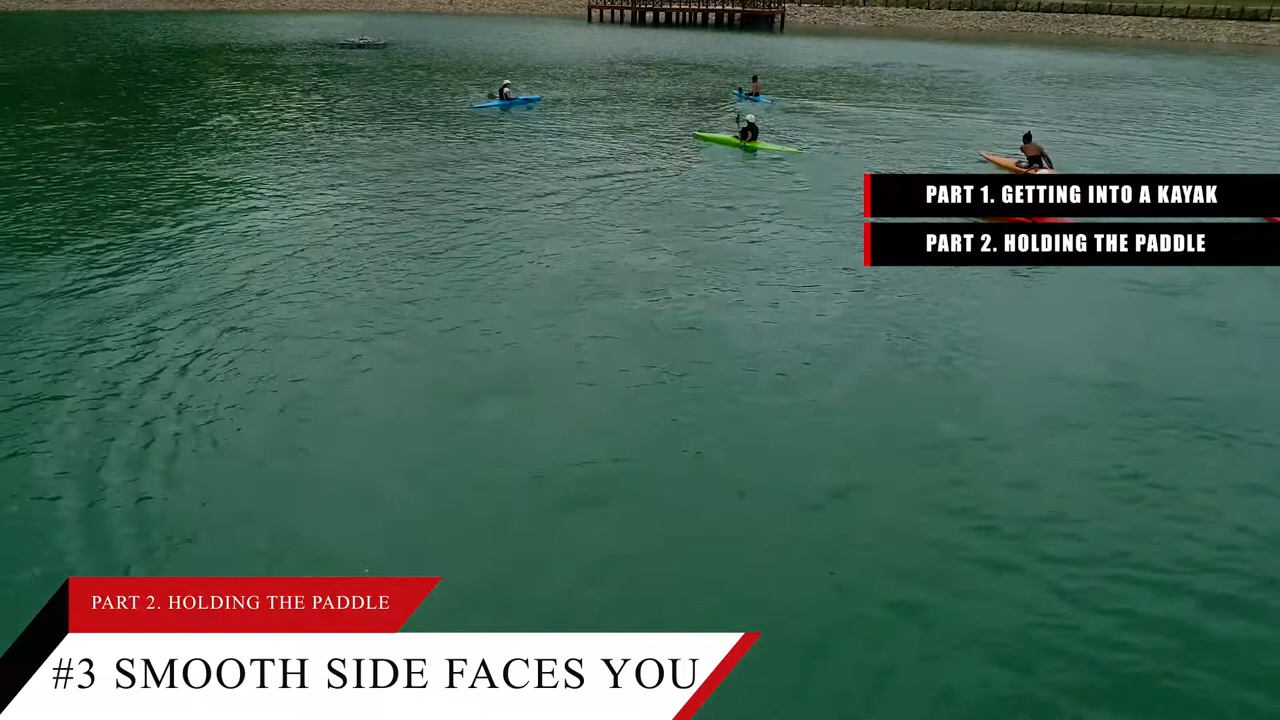 PART 1. GETTING INTO A KAYAK
PART 2. HOLDING THE PADDLE
PART 2. HOLDING THE PADDLE
#3 SMOOTH SIDE FACES YOU